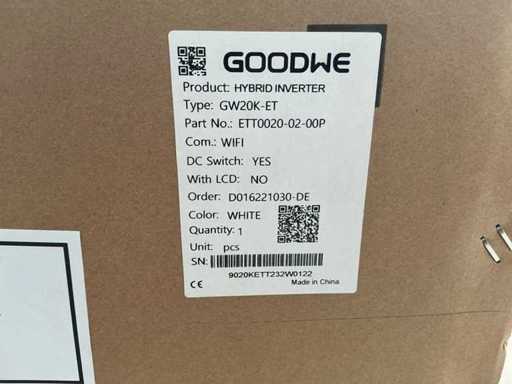 GOODWE
Product: HYBRID INVERTER
Type: GW20K-ET
Part No.: ETT0020-02-00P
Com.: WIFI
DC Switch: YES
With LCD: NO
Order: D016221030-DE
Color: WHITE
Quantity: 1
Unit: pcs
SN:
9020KETT232W0122
CE Made in China